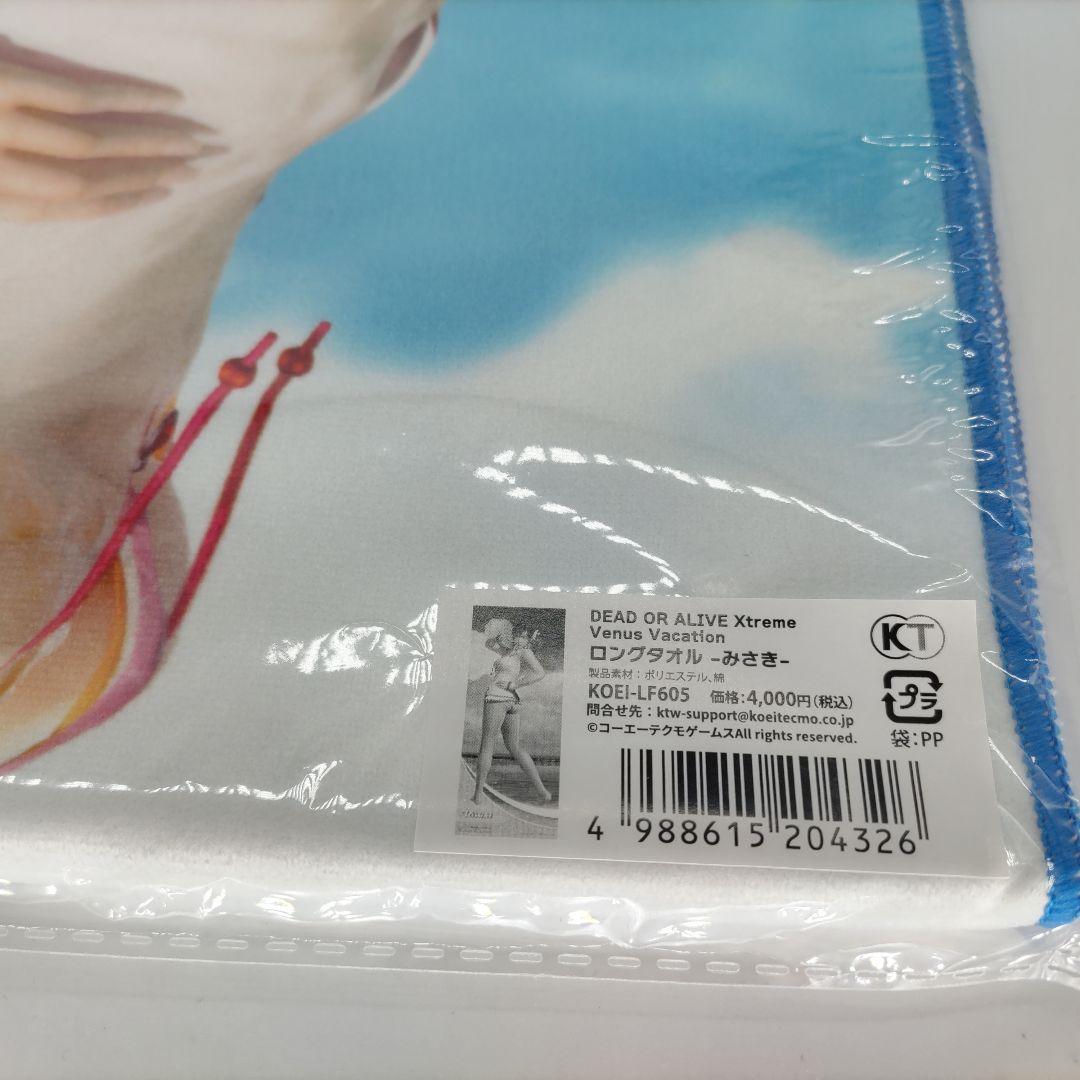 DEAD OR ALIVE Xtreme
Venus Vacation
ロングタオル -みさき-
製品素材：ポリエステル、綿
KOEI-LF605 価格：4,000円（税込）
問合せ先：ktw-support@koeitecmo.co.jp
©コーエーテクモゲームスAll rights reserved.
KT
プラ
袋：PP
4 988615 204326